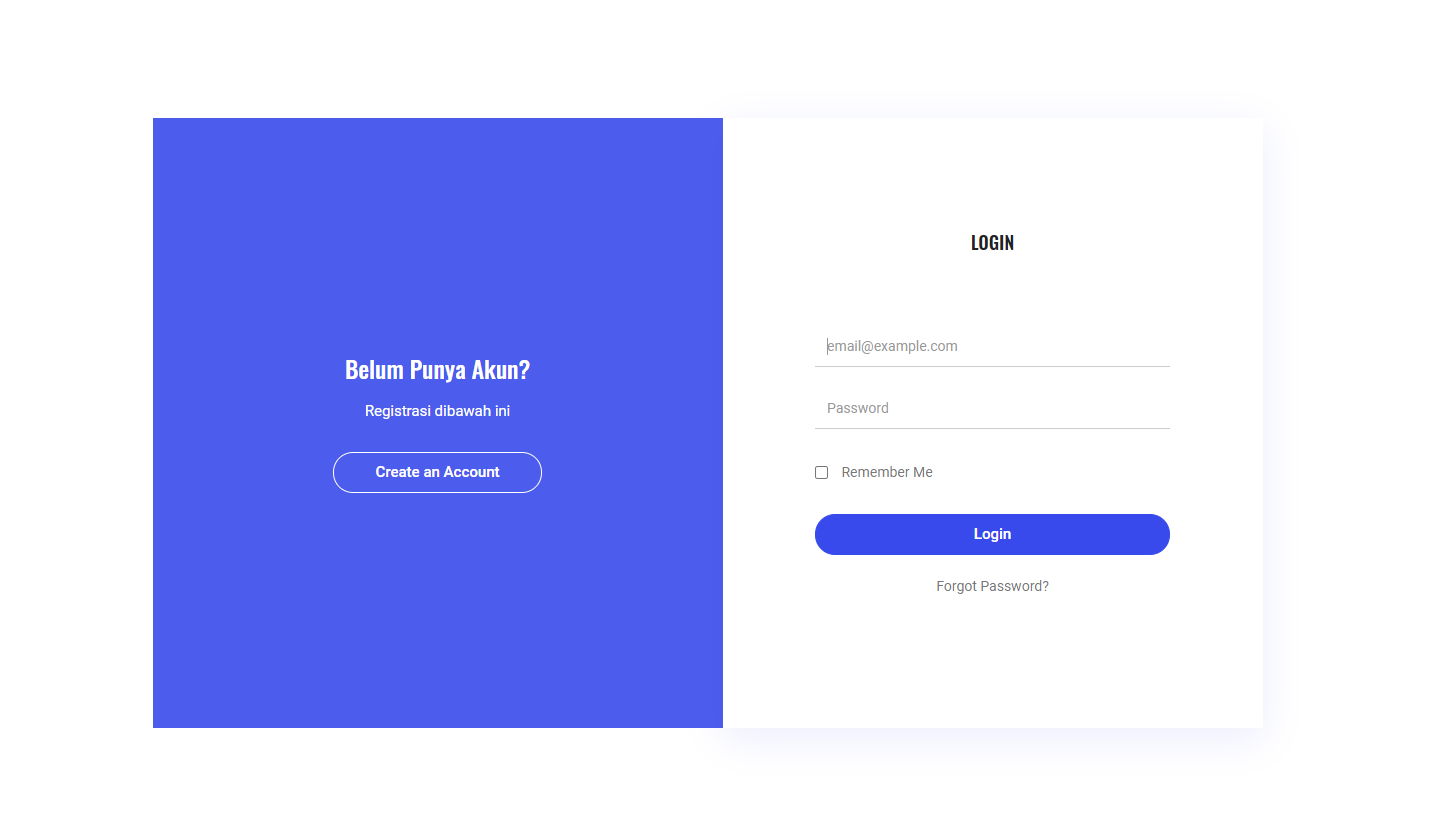 Belum Punya Akun?
Registrasi dibawah ini
Create an Account
LOGIN
email@example.com
Password
Remember Me
Login
Forgot Password?